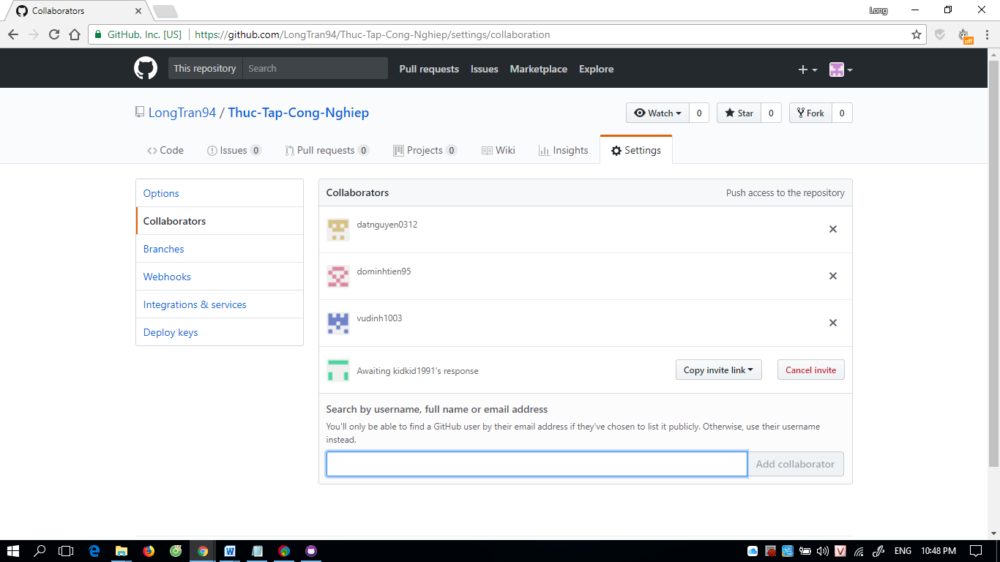 Collaborators
Long
GitHub, Inc. [US] https://github.com/LongTran94/Thuc-Tap-Cong-Nghiep/settings/collaboration
off
This repository Search Pull requests Issues Marketplace Explore
LongTran94 / Thuc-Tap-Cong-Nghiep Watch 0 Star 0 Fork 0
Code Issues 0 Pull requests 0 Projects 0 Wiki Insights Settings
Options
Collaborators
Branches
Webhooks
Integrations & services
Deploy keys
Collaborators Push access to the repository
datnguyen0312
dominhtien95
vudinh1003
Awaiting kidkid1991's response Copy invite link Cancel invite
Search by username, full name or email address
You'll only be able to find a GitHub user by their email address if they've chosen to list it publicly. Otherwise, use their username
instead.
Add collaborator
ENG 10:48 PM